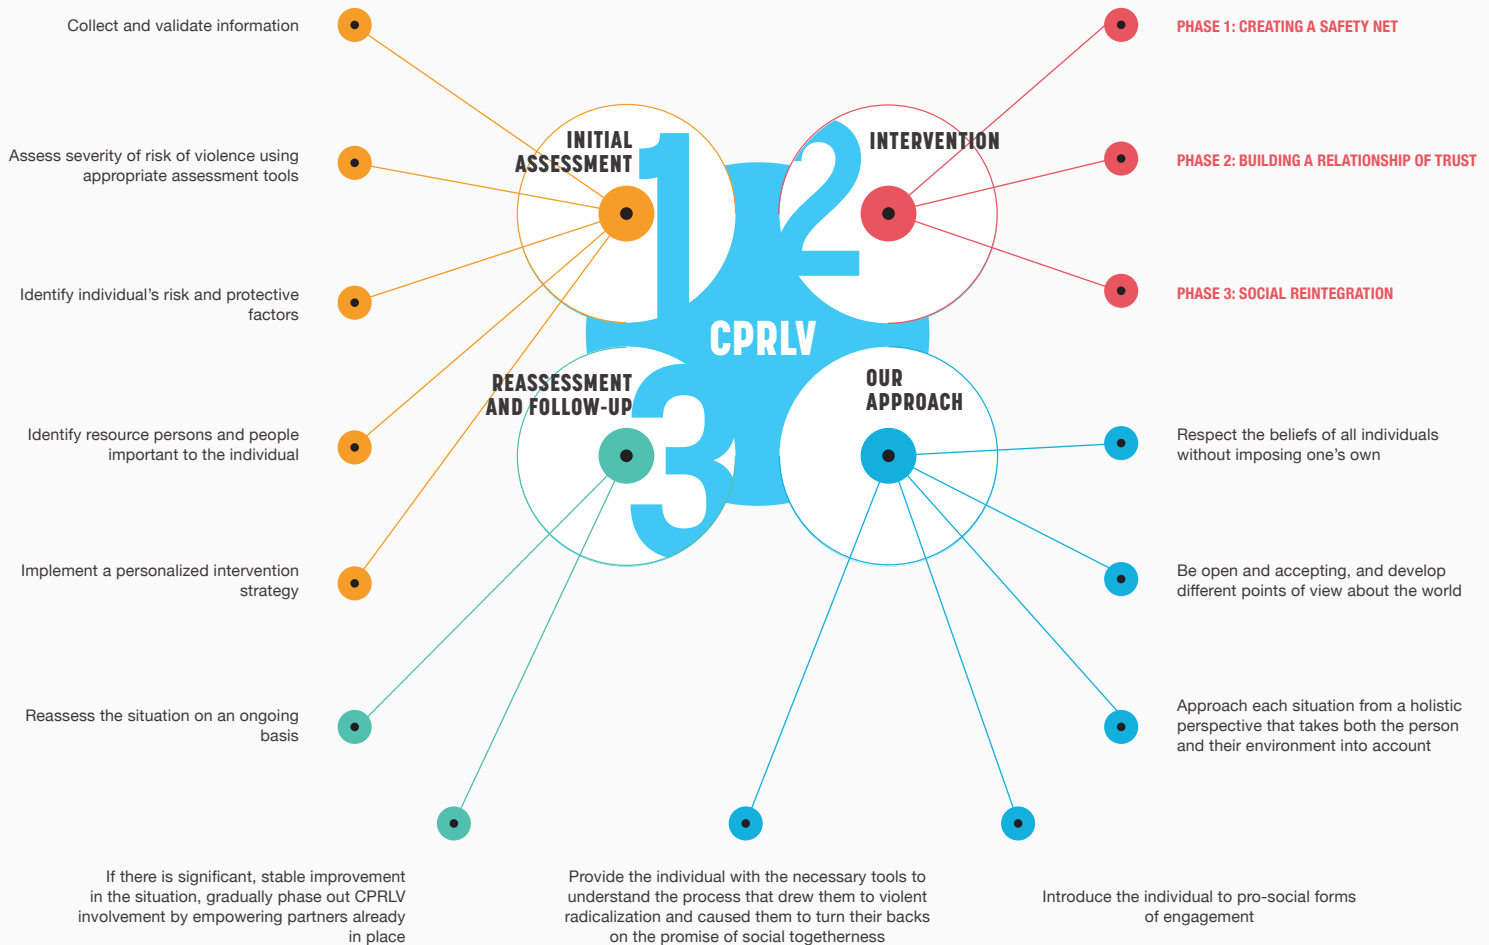 Collect and validate information
Assess severity of risk of violence using
appropriate assessment tools
Identify individual’s risk and protective
factors
Identify resource persons and people
important to the individual
Implement a personalized intervention
strategy
Reassess the situation on an ongoing
basis
If there is significant, stable improvement
in the situation, gradually phase out CPRLV
involvement by empowering partners already
in place
INITIAL
ASSESSMENT
1
2
INTERVENTION
CPRLV
REASSESSMENT
AND FOLLOW-UP
3
OUR
APPROACH
PHASE 1: CREATING A SAFETY NET
PHASE 2: BUILDING A RELATIONSHIP OF TRUST
PHASE 3: SOCIAL REINTEGRATION
Respect the beliefs of all individuals
without imposing one’s own
Be open and accepting, and develop
different points of view about the world
Approach each situation from a holistic
perspective that takes both the person
and their environment into account
Provide the individual with the necessary tools to
understand the process that drew them to violent
radicalization and caused them to turn their backs
on the promise of social togetherness
Introduce the individual to pro-social forms
of engagement